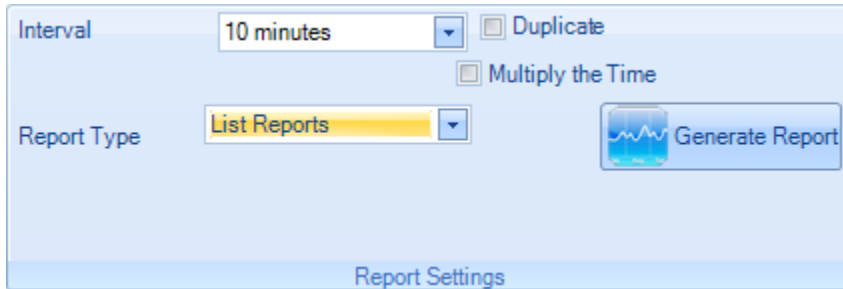 Interval 10 minutes Duplicate
Multiply the Time
Report Type List Reports Generate Report
Report Settings